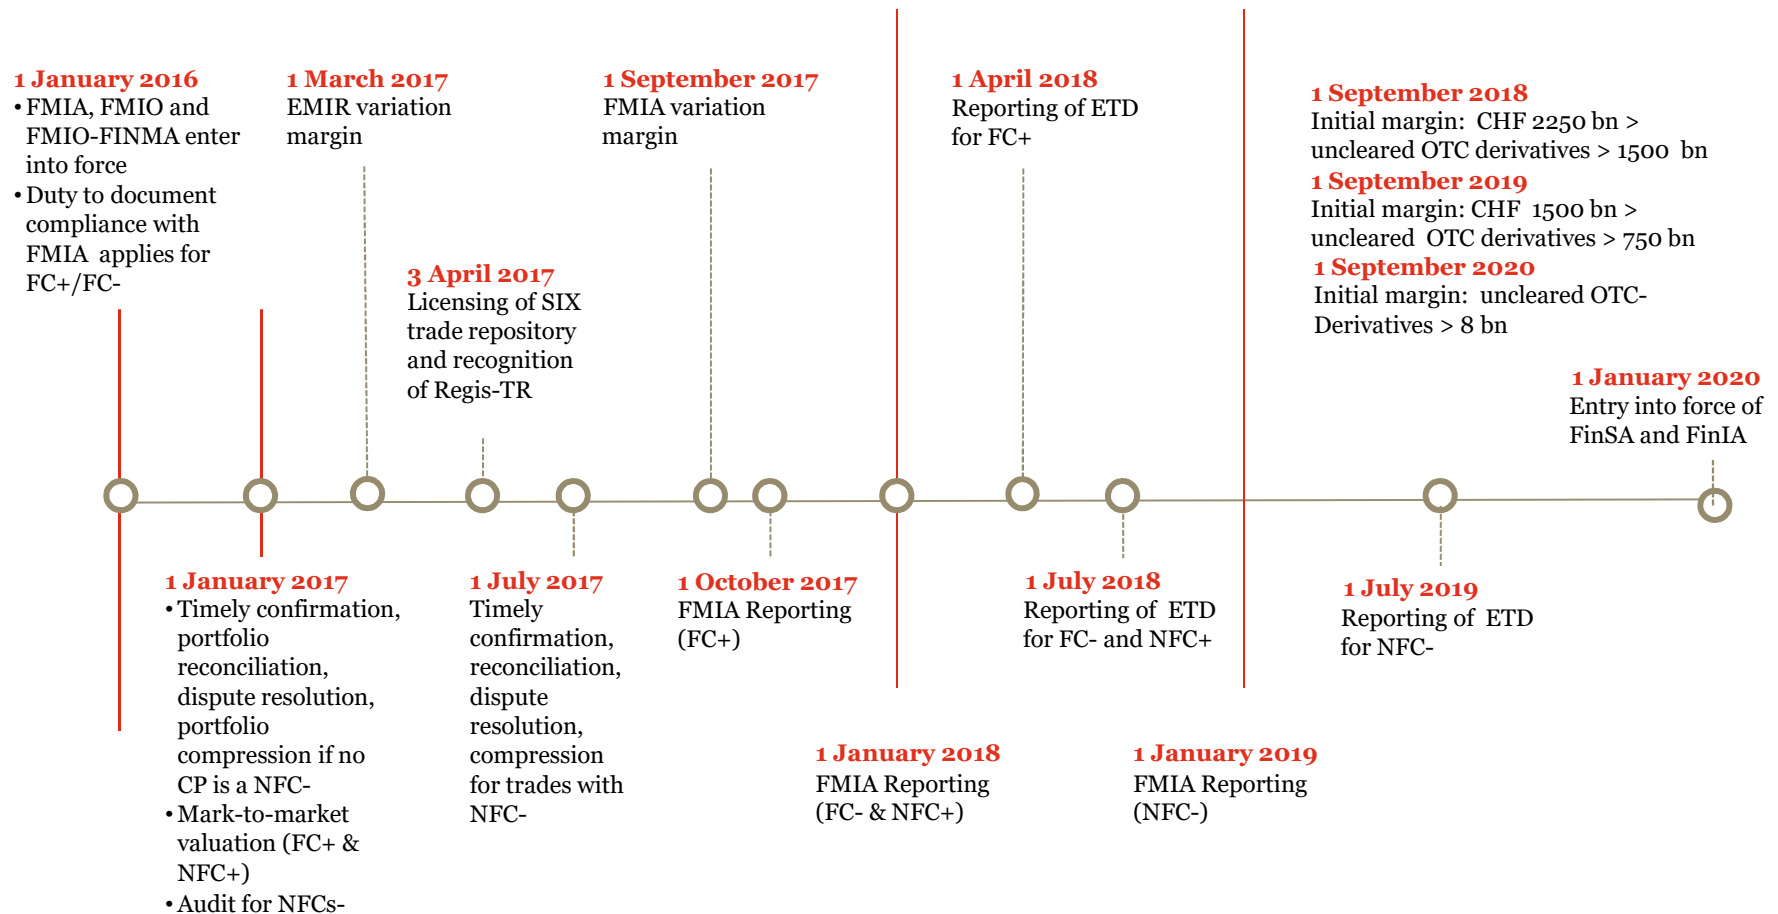 1 January 2016
• FMIA, FMIO and
FMIO-FINMA enter
into force
• Duty to document
compliance with
FMIA applies for
FC+/FC-
1 March 2017
EMIR variation
margin
3 April 2017
Licensing of SIX
trade repository
and recognition
of Regis-TR
1 September 2017
FMIA variation
margin
1 April 2018
Reporting of ETD
for FC+
1 September 2018
Initial margin: CHF 2250 bn >
uncleared OTC derivatives > 1500 bn
1 September 2019
Initial margin: CHF 1500 bn >
uncleared OTC derivatives > 750 bn
1 September 2020
Initial margin: uncleared OTC-
Derivatives > 8 bn
1 January 2020
Entry into force of
FinSA and FinIA
1 January 2017
• Timely confirmation,
portfolio
reconciliation,
dispute resolution,
portfolio
compression if no
CP is a NFC-
• Mark-to-market
valuation (FC+ &
NFC+)
• Audit for NFCs-
1 July 2017
Timely
confirmation,
reconciliation,
dispute
resolution,
compression
for trades with
NFC-
1 October 2017
FMIA Reporting
(FC+)
1 January 2018
FMIA Reporting
(FC- & NFC+)
1 July 2018
Reporting of ETD
for FC- and NFC+
1 January 2019
FMIA Reporting
(NFC-)
1 July 2019
Reporting of ETD
for NFC-